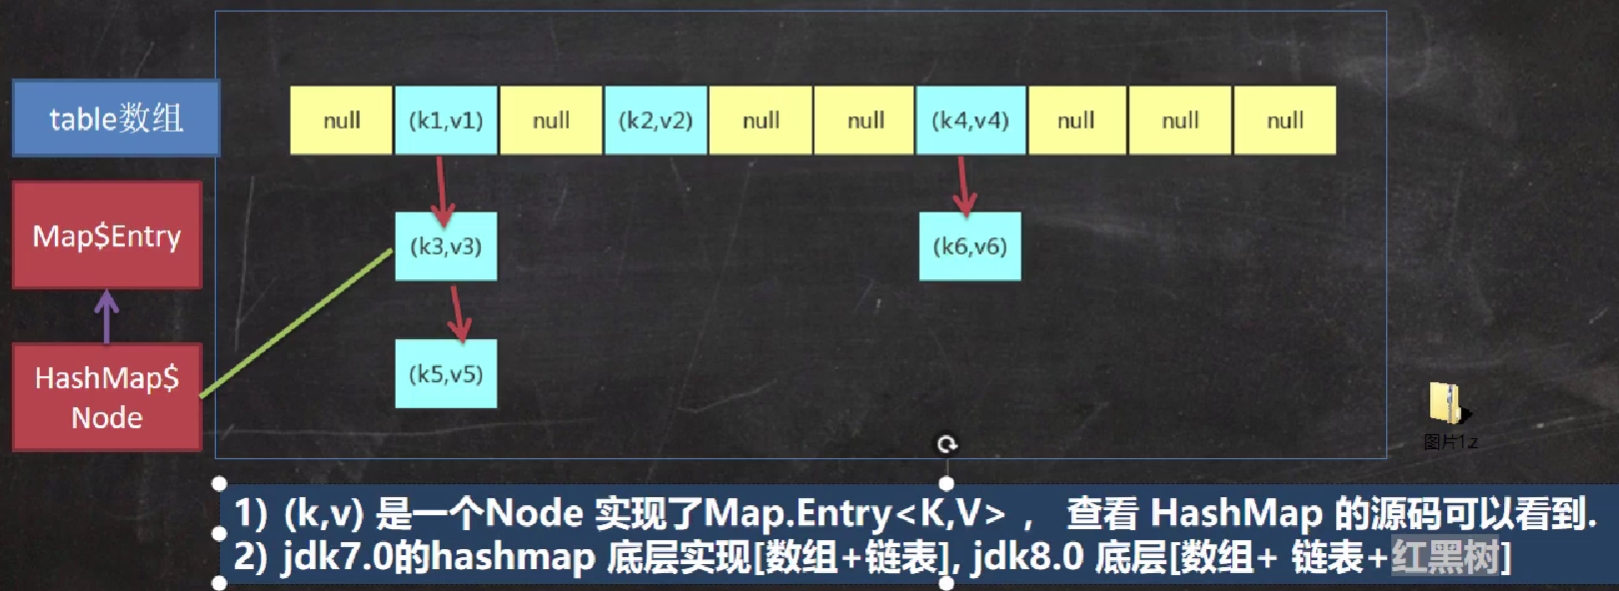 table数组
null
(k1,v1)
null
(k2,v2)
null
null
(k4,v4)
null
null
null
Map$Entry
(k3,v3)
(k6,v6)
HashMap$
Node
(k5,v5)
图片1.z
1) (k,v) 是一个Node 实现了Map.Entry<K,V> ， 查看 HashMap 的源码可以看到.
2) jdk7.0的hashmap 底层实现[数组+链表], jdk8.0 底层[数组+ 链表+红黑树]